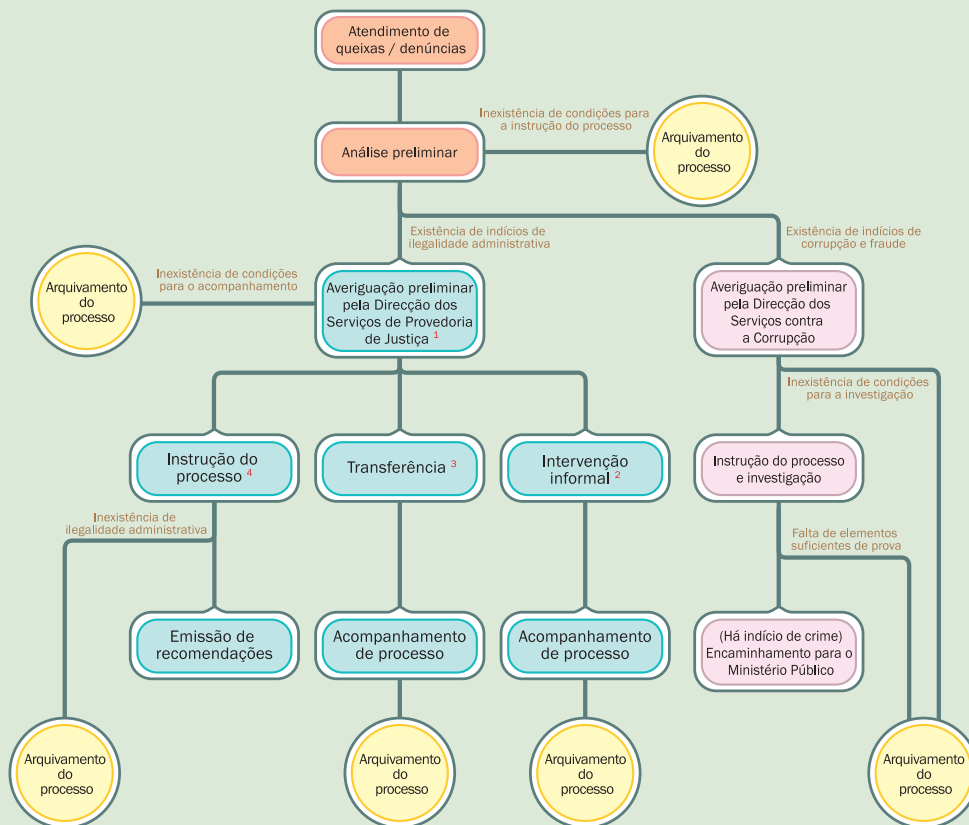 Atendimento de
queixas / denúncias
Inexistência de condições para
a instrução do processo
Análise preliminar
Arquivamento
do
processo
Existência de indícios de
ilegalidade administrativa
Existência de indícios de
corrupção e fraude
Inexistência de condições
para o acompanhamento
Arquivamento
do
processo
Averiguação preliminar
pela Direcção dos
Serviços de Provedoria
de Justiça 1
Averiguação preliminar
pela Direcção dos
Serviços contra
a Corrupção
Inexistência de condições
para a investigação
Instrução do
processo 4
Transferência 3
Intervenção
informal 2
Instrução do processo
e investigação
Inexistência de
ilegalidade administrativa
Falta de elementos
suficientes de prova
Emissão de
recomendações
Acompanhamento
de processo
Acompanhamento
de processo
(Há indício de crime)
Encaminhamento para o
Ministério Público
Arquivamento
do
processo
Arquivamento
do
processo
Arquivamento
do
processo
Arquivamento
do
processo